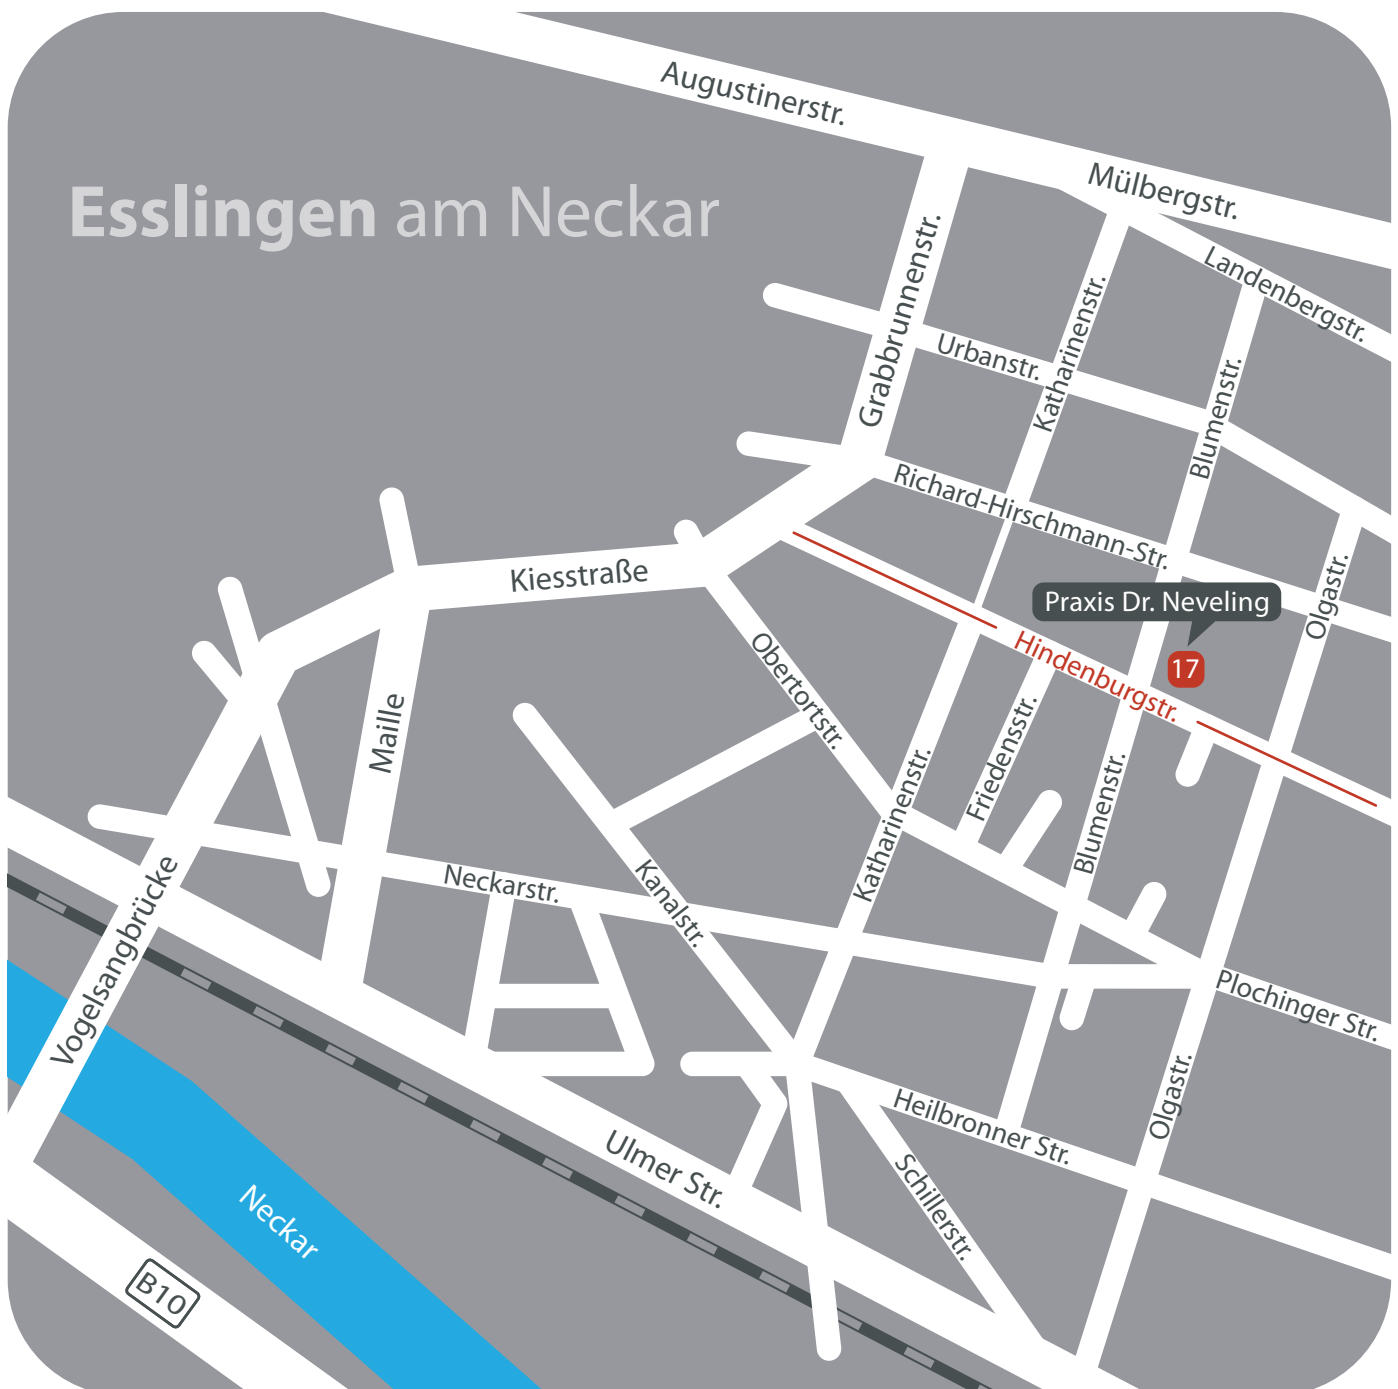 Augustinerstr.
Mülbergstr.
Esslingen am Neckar
Landenbergstr.
Grabbrunnenstr.
Katharinenstr.
Urbanstr.
Blumenstr.
Richard-Hirschmann-Str.
Kiesstraße
Olgastr.
Praxis Dr. Neveling
17
Hindenburgstr.
Obertortstr.
Maille
Friedensstr.
Katharinenstr.
Blumenstr.
Neckarstr.
Kanalstr.
Vogelsangbrücke
Plochinger Str.
Olgastr.
Heilbronner Str.
Ulmer Str.
Schillerstr.
Neckar
B10